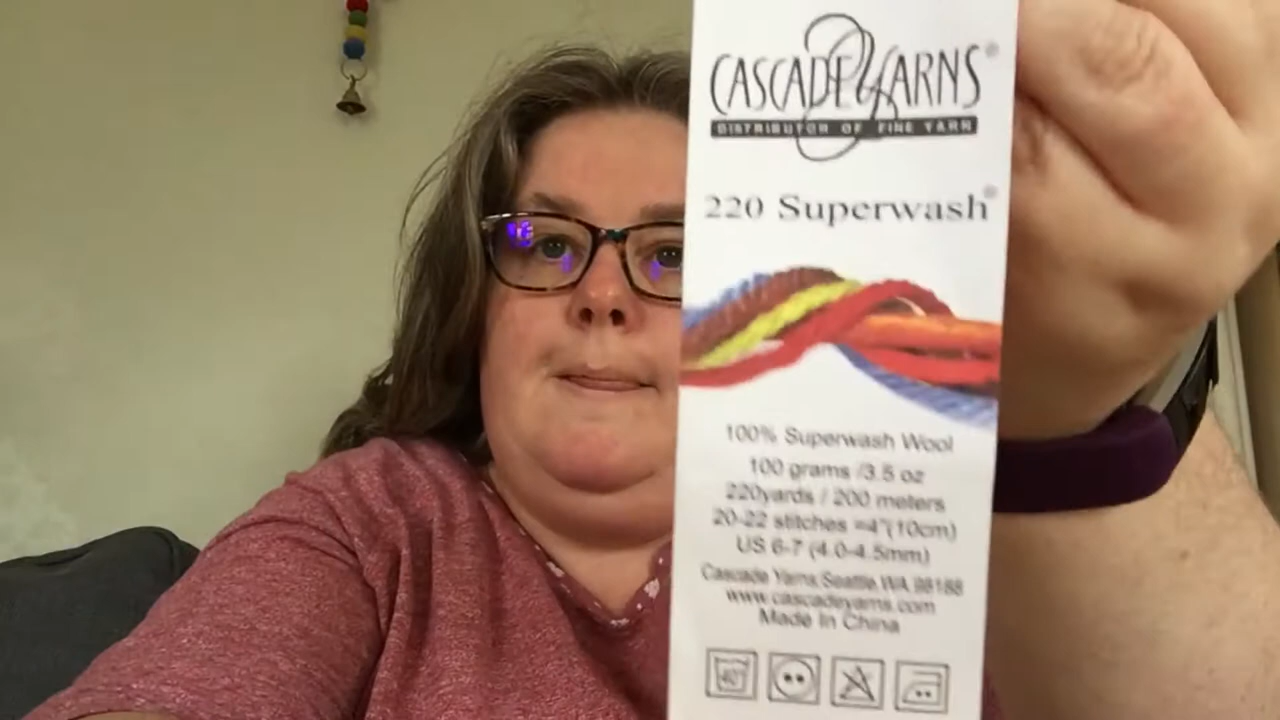 CASCADE YARNS®
DISTRIBUTOR OF FINE YARN
220 Superwash®
100% Superwash Wool
100 grams /3.5 oz
220yards / 200 meters
20-22 stitches =4"(10cm)
US 6-7 (4.0-4.5mm)
Cascade Yarns,Seattle,WA 98188
www.cascadeyarns.com
Made In China
40